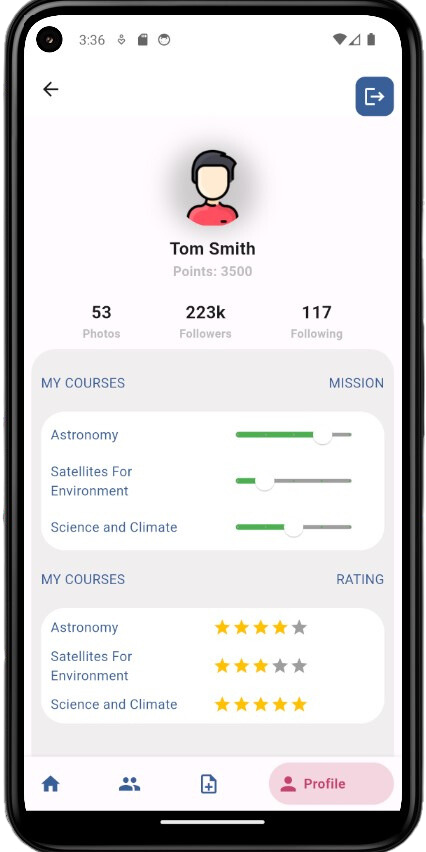 3:36
Tom Smith
Points: 3500
53 223k 117
Photos Followers Following
MY COURSES MISSION
Astronomy
Satellites For
Environment
Science and Climate
MY COURSES RATING
Astronomy
Satellites For
Environment
Science and Climate
Profile